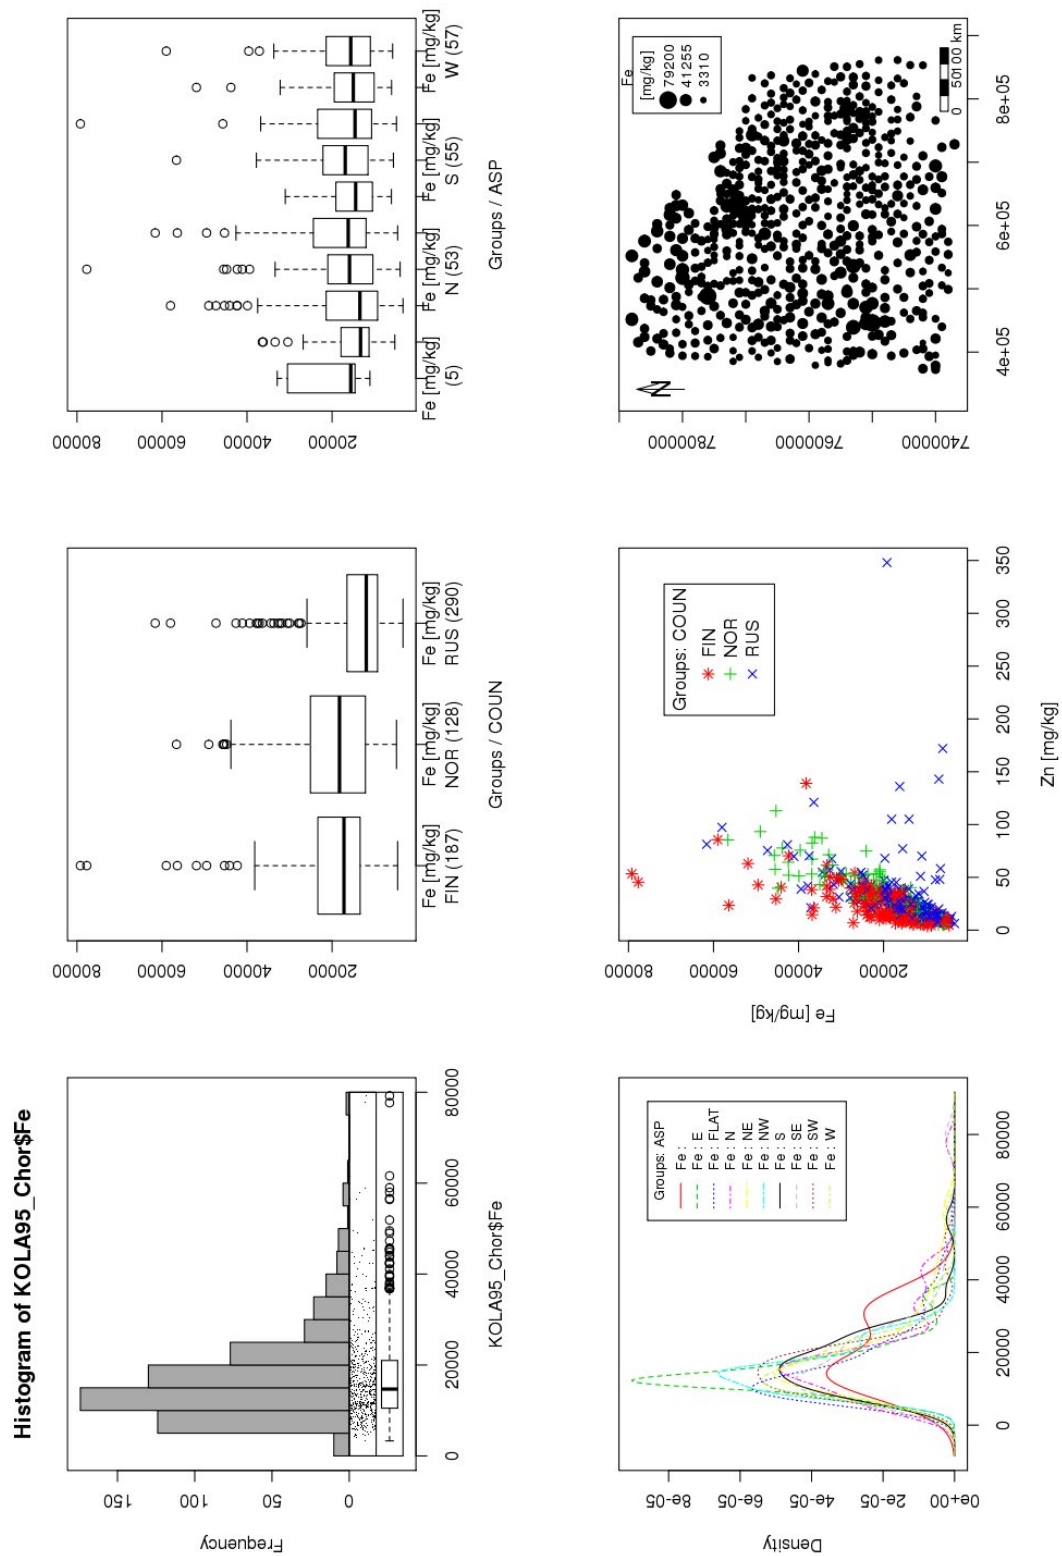 Histogram of KOLA95_Chor$Fe
Frequency
0
50
100
150
0
20000
40000
60000
80000
KOLA95_Chor$Fe
20000
40000
60000
80000
Fe [mg/kg]
FIN (187)
Fe [mg/kg]
NOR (128)
Fe [mg/kg]
RUS (290)
Groups / COUN
20000
40000
60000
80000
Fe [mg/kg]
(5)
Fe [mg/kg]
N (53)
Fe [mg/kg]
S (55)
Fe [mg/kg]
W (57)
Groups / ASP
Density
0e+00
2e-05
4e-05
6e-05
8e-05
0
20000
40000
60000
80000
Groups: ASP
Fe :
Fe : E
Fe : FLAT
Fe : N
Fe : NE
Fe : NW
Fe : S
Fe : SE
Fe : SW
Fe : W
Fe [mg/kg]
20000
40000
60000
80000
0
50
100
150
200
250
300
350
Zn [mg/kg]
Groups: COUN
FIN
NOR
RUS
7400000
7600000
7800000
4e+05
6e+05
8e+05
N
Fe
[mg/kg]
79200
41255
3310
0 50100 km